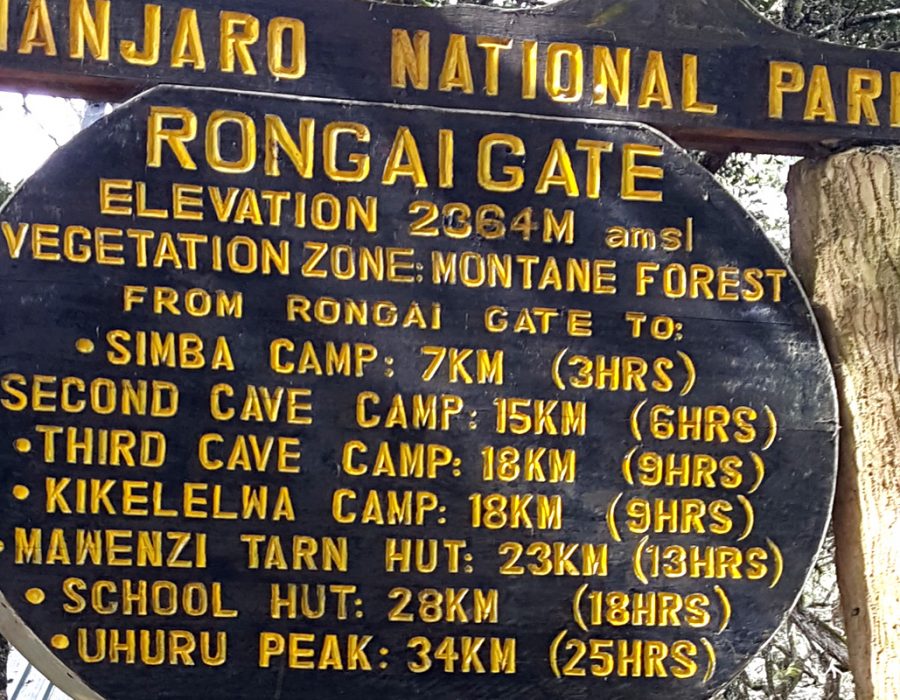 ANJARO NATIONAL PARK
RONGAI GATE
ELEVATION 2364M amsl
VEGETATION ZONE: MONTANE FOREST
FROM RONGAI GATE TO:
• SIMBA CAMP: 7KM (3HRS)
SECOND CAVE CAMP: 15KM (6HRS)
• THIRD CAVE CAMP: 18KM (9HRS)
• KIKELELWA CAMP: 18KM (9HRS)
• MAWENZI TARN HUT: 23KM (13HRS)
• SCHOOL HUT: 28KM (18HRS)
• UHURU PEAK: 34KM (25HRS)